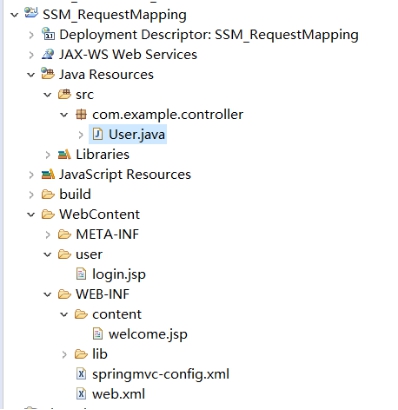 SSM_RequestMapping
Deployment Descriptor: SSM_RequestMapping
JAX-WS Web Services
Java Resources
src
com.example.controller
User.java
Libraries
JavaScript Resources
build
WebContent
META-INF
user
login.jsp
WEB-INF
content
welcome.jsp
lib
springmvc-config.xml
web.xml